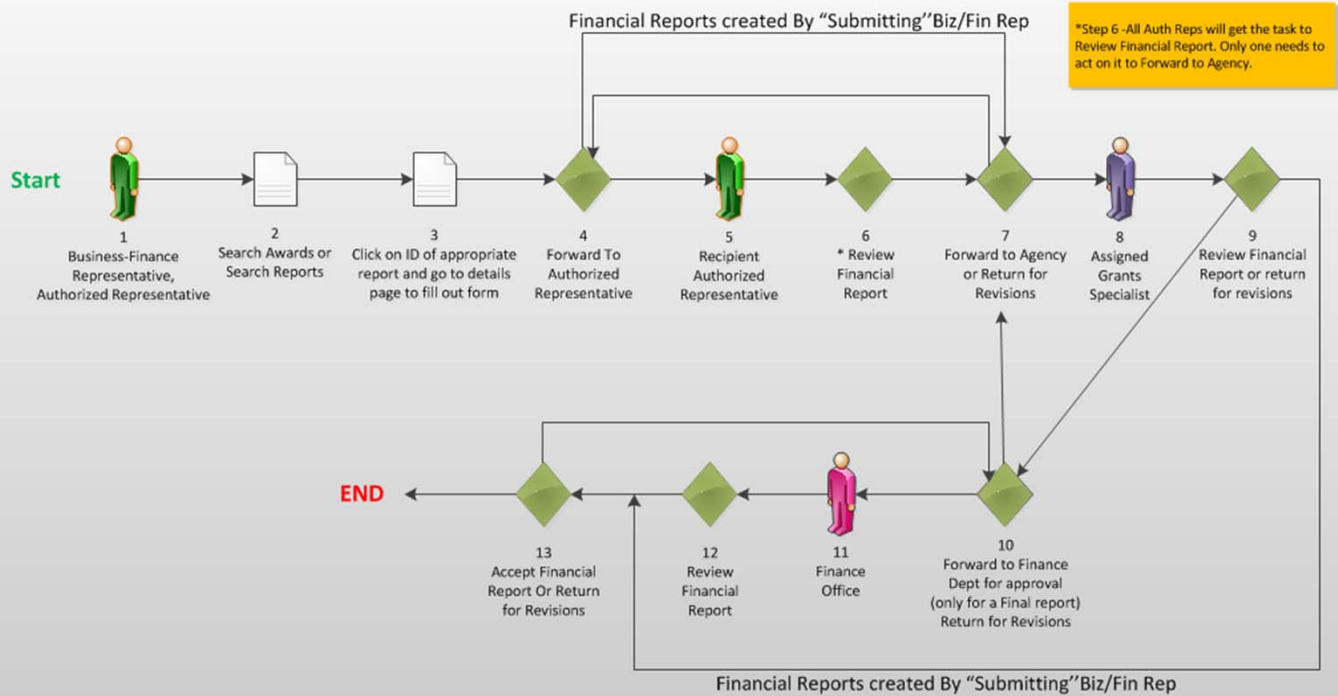 Financial Reports created By “Submitting”Biz/Fin Rep
*Step 6 -All Auth Reps will get the task to
Review Financial Report. Only one needs to
act on it to Forward to Agency.
Start
1
Business-Finance
Representative,
Authorized Representative
2
Search Awards or
Search Reports
3
Click on ID of appropriate
report and go to details
page to fill out form
4
Forward To
Authorized
Representative
5
Recipient
Authorized
Representative
6
* Review
Financial
Report
7
Forward to Agency
or Return for
Revisions
8
Assigned
Grants
Specialist
9
Review Financial
Report or return
for revisions
END
13
Accept Financial
Report Or Return
for Revisions
12
Review
Financial
Report
11
Finance
Office
10
Forward to Finance
Dept for approval
(only for a Final report)
Return for Revisions
Financial Reports created By “Submitting”Biz/Fin Rep